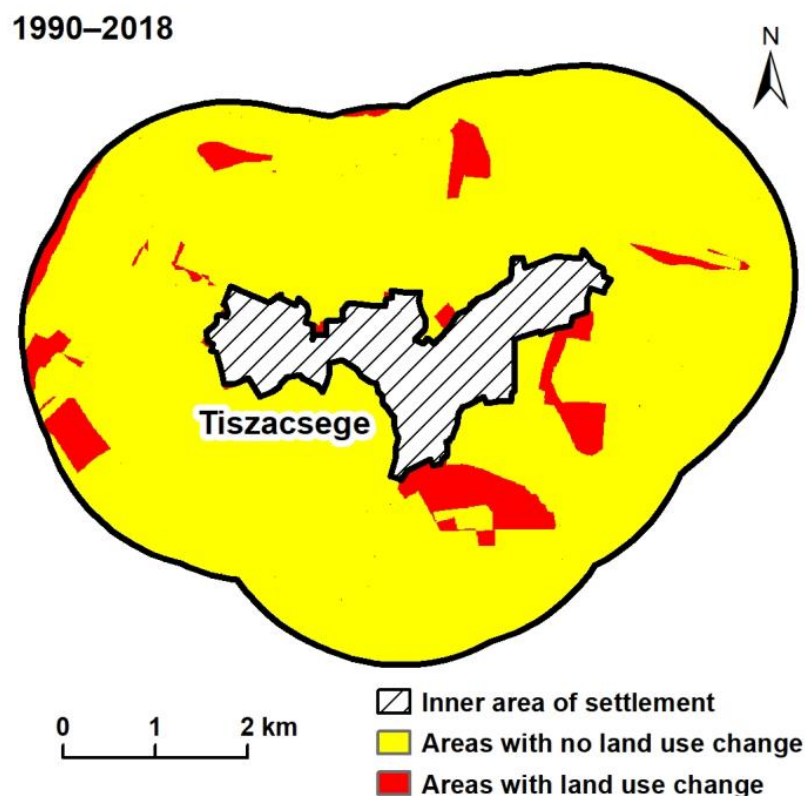 1990–2018
N
Tiszacsege
0 1 2 km
Inner area of settlement
Areas with no land use change
Areas with land use change